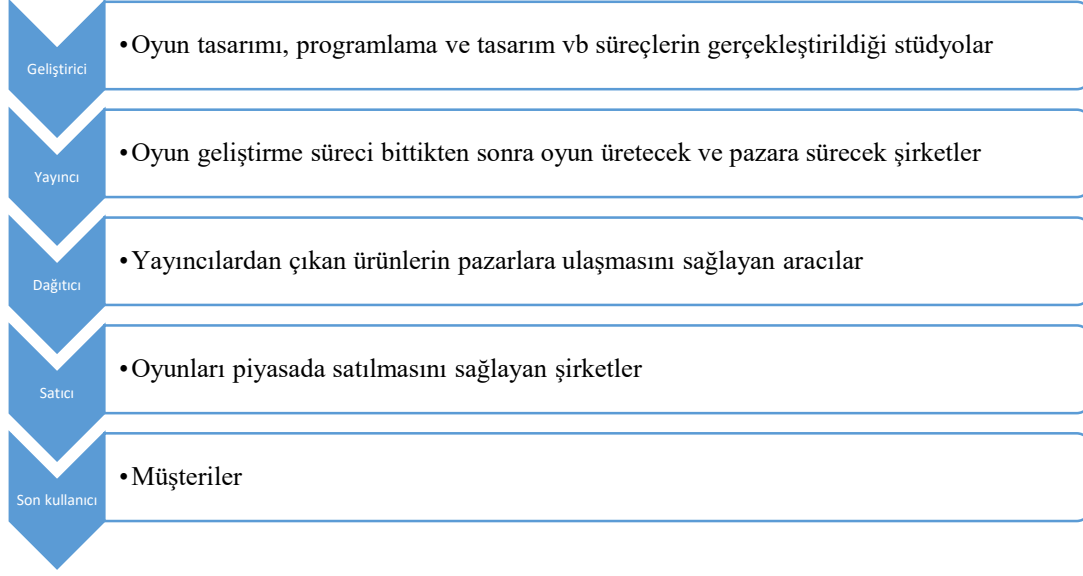 Geliştirici
•Oyun tasarımı, programlama ve tasarım vb süreçlerin gerçekleştirildiği stüdyolar
Yayıncı
•Oyun geliştirme süreci bittikten sonra oyun üretecek ve pazara sürecek şirketler
Dağıtıcı
•Yayıncılardan çıkan ürünlerin pazarlara ulaşmasını sağlayan aracılar
Satıcı
•Oyunları piyasada satılmasını sağlayan şirketler
Son kullanıcı
•Müşteriler